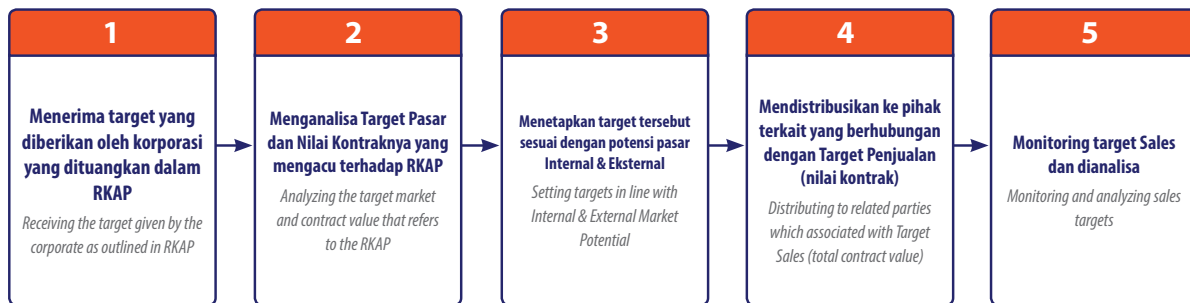 1
Menerima target yang
diberikan oleh korporasi
yang dituangkan dalam
RKAP
Receiving the target given by the
corporate as outlined in RKAP
2
Menganalisa Target Pasar
dan Nilai Kontraknya yang
mengacu terhadap RKAP
Analyzing the target market
and contract value that refers
to the RKAP
3
Menetapkan target tersebut
sesuai dengan potensi pasar
Internal & Eksternal
Setting targets in line with
Internal & External Market
Potential
4
Mendistribusikan ke pihak
terkait yang berhubungan
dengan Target Penjualan
(nilai kontrak)
Distributing to related parties
which associated with Target
Sales (total contract value)
5
Monitoring target Sales
dan dianalisa
Monitoring and analyzing sales
targets